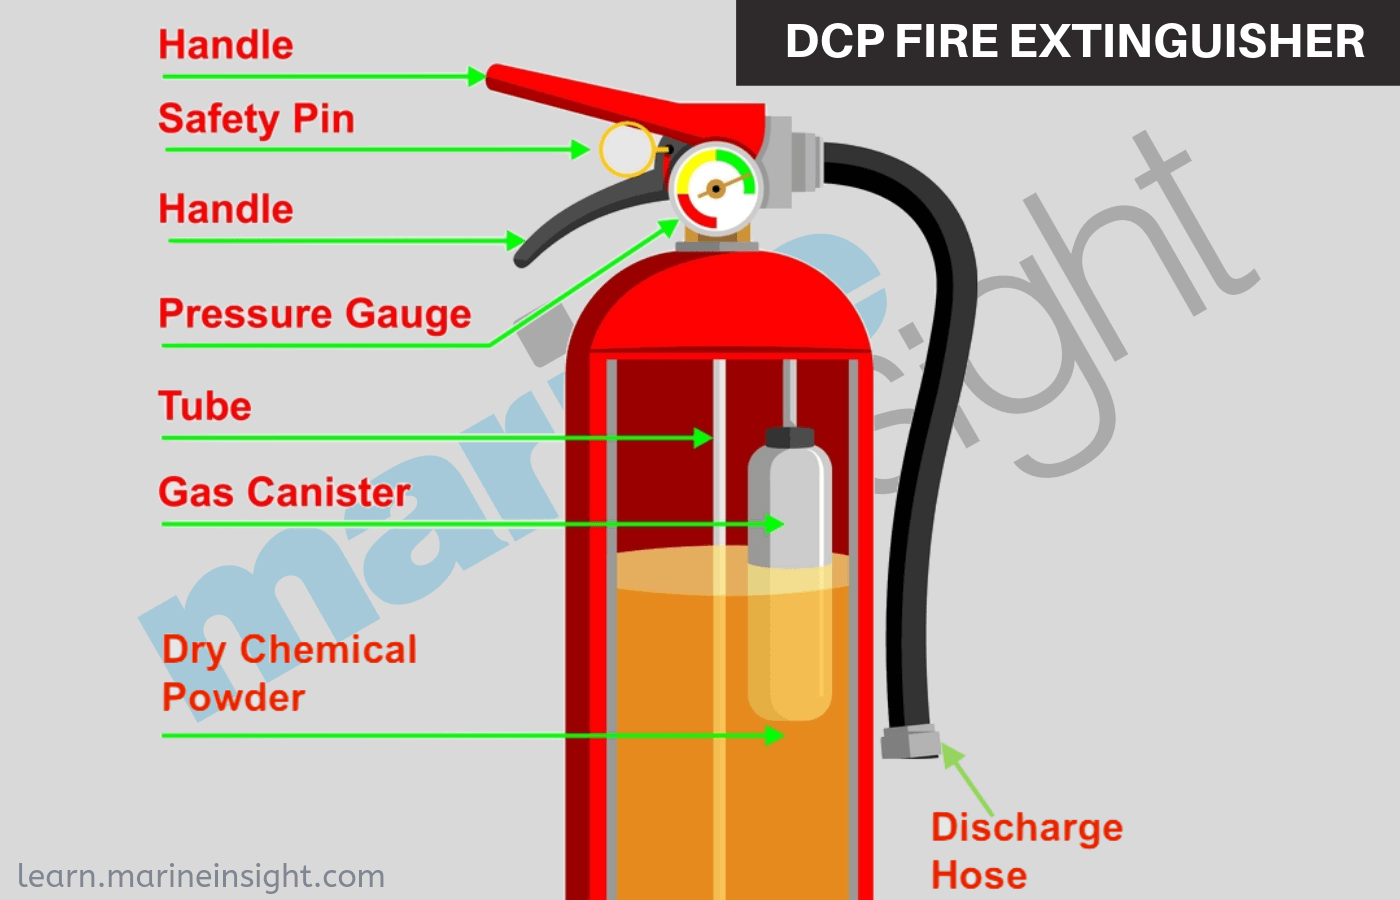 DCP FIRE EXTINGUISHER
Handle
Safety Pin
Handle
Pressure Gauge
Tube
Gas Canister
Dry Chemical
Powder
Discharge
Hose
marine insight
learn.marineinsight.com